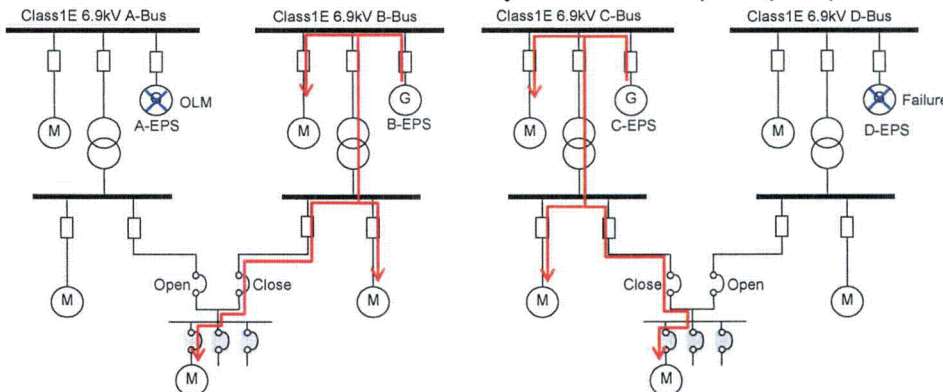 Class1E 6.9kV A-Bus
Class1E 6.9kV B-Bus
Class1E 6.9kV C-Bus
Class1E 6.9kV D-Bus
OLM
G
G
Failure
M
A-EPS
M
B-EPS
M
C-EPS
M
D-EPS
Open
Close
Close
Open
M
M
M
M
M
M